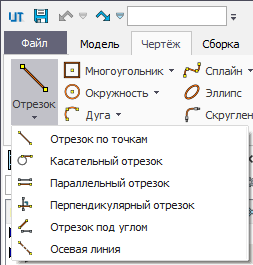 UT
Файл Модель Чертёж Сборка
Отрезок Многоугольник Сплайн
Окружность Эллипс
Дуга
Отрезок по точкам
Касательный отрезок
Параллельный отрезок
Перпендикулярный отрезок
Отрезок под углом
Осевая линия